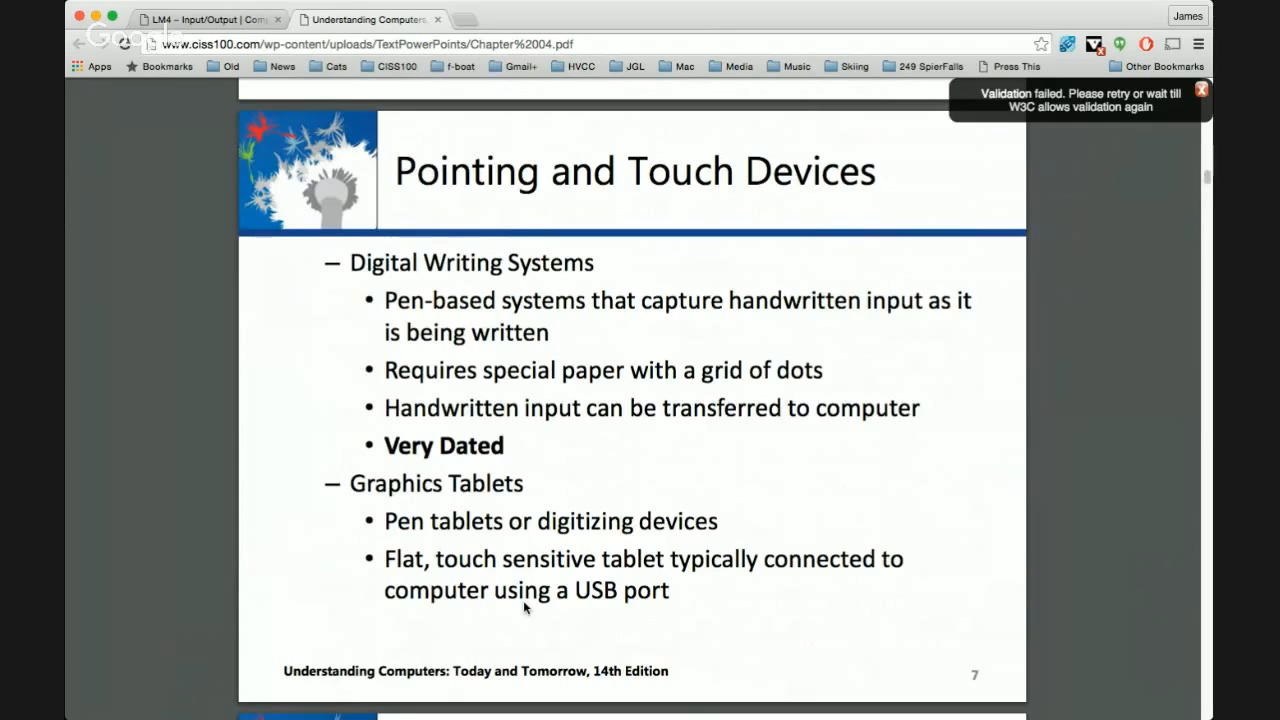 LM4 – Input/Output | Com
Understanding Computers.
James
Google
www.ciss100.com/wp-content/uploads/TextPowerPoints/Chapter%2004.pdf
Apps Bookmarks Old News Cats CISS100 f-boat Gmail+ HVCC JGL Mac Media Music Skiing 249 SpierFalls Press This Other Bookmarks
Validation failed. Please retry or wait till
W3C allows validation again
Pointing and Touch Devices
– Digital Writing Systems
• Pen-based systems that capture handwritten input as it
is being written
• Requires special paper with a grid of dots
• Handwritten input can be transferred to computer
• Very Dated
– Graphics Tablets
• Pen tablets or digitizing devices
• Flat, touch sensitive tablet typically connected to
computer using a USB port
Understanding Computers: Today and Tomorrow, 14th Edition
7